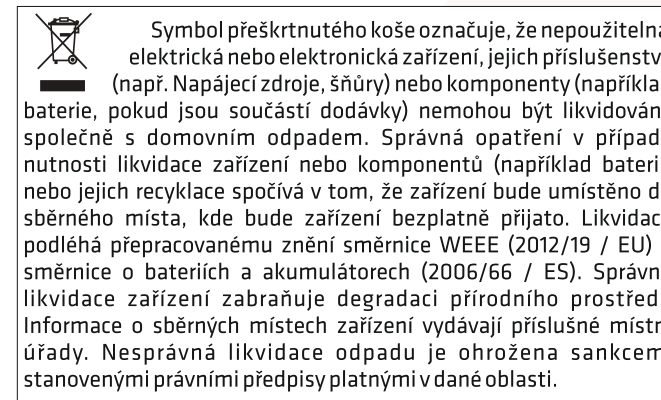 Symbol přeškrtnutého koše označuje, že nepoužitelná
elektrická nebo elektronická zařízení, jejich příslušenstv
(např. Napájecí zdroje, šňůry) nebo komponenty (napříkla
baterie, pokud jsou součástí dodávky) nemohou být likvidován
společně s domovním odpadem. Správná opatření v případ
nutnosti likvidace zařízení nebo komponentů (například bateri
nebo jejich recyklace spočívá v tom, že zařízení bude umístěno d
sběrného místa, kde bude zařízení bezplatně přijato. Likvidac
podléhá přepracovanému znění směrnice WEEE (2012/19 / EU)
směrnice o bateriích a akumulátorech (2006/66 / ES). Správn
likvidace zařízení zabraňuje degradaci přírodního prostřed
Informace o sběrných místech zařízení vydávají příslušné místn
úřady. Nesprávná likvidace odpadu je ohrožena sankcem
stanovenými právními předpisy platnými v dané oblasti.